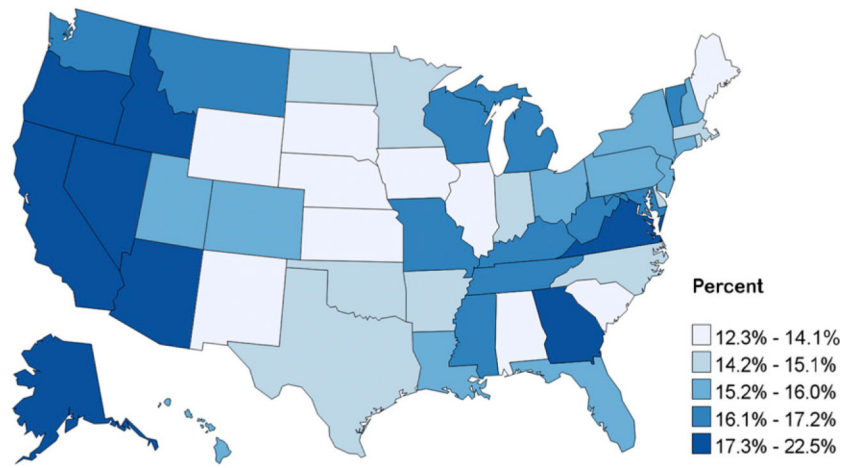 Percent
12.3% - 14.1%
14.2% - 15.1%
15.2% - 16.0%
16.1% - 17.2%
17.3% - 22.5%